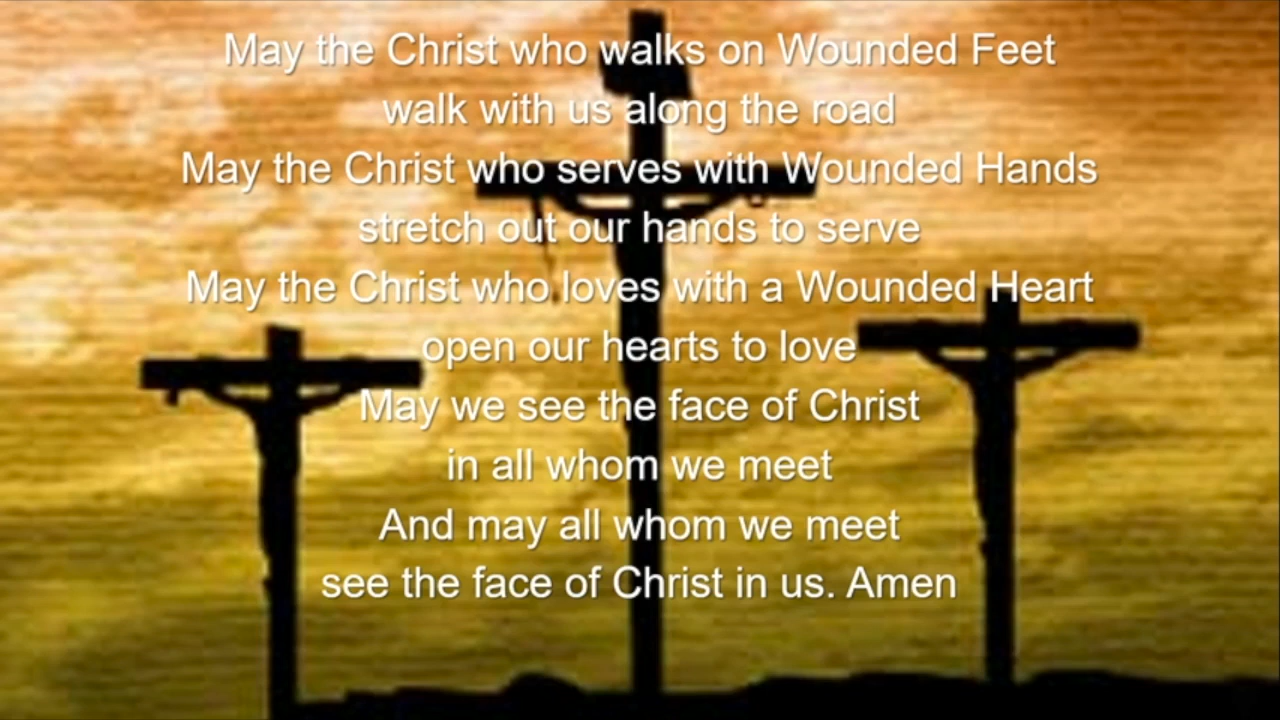 May the Christ who walks on Wounded Feet
walk with us along the road
May the Christ who serves with Wounded Hands
stretch out our hands to serve
May the Christ who loves with a Wounded Heart
open our hearts to love
May we see the face of Christ
in all whom we meet
And may all whom we meet
see the face of Christ in us. Amen